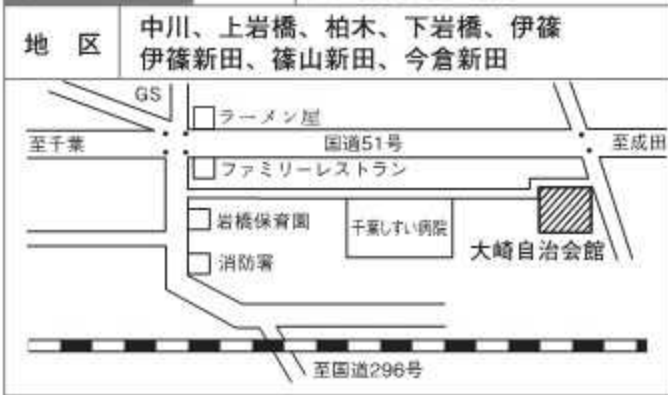 地 区
中川、上岩橋、柏木、下岩橋、伊篠
伊篠新田、篠山新田、今倉新田
GS
ラーメン屋
至千葉
国道51号
至成田
ファミリーレストラン
岩橋保育園
千葉しすい病院
大崎自治会館
消防署
至国道296号